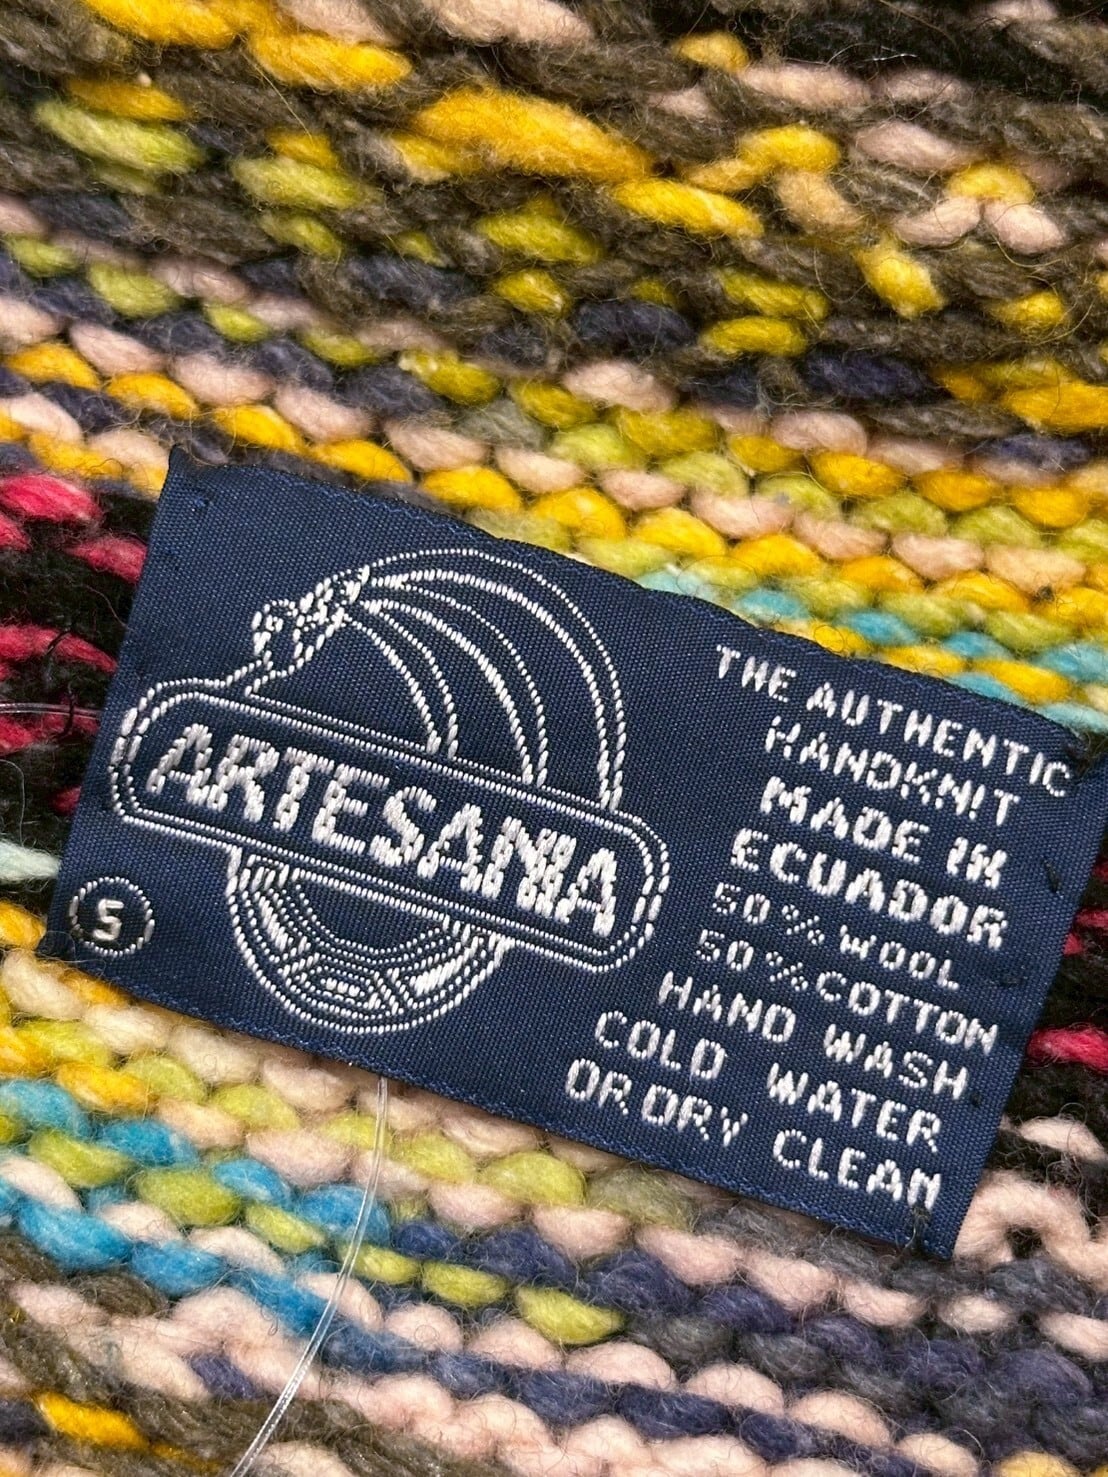 ARTESANIA
S
THE AUTHENTIC
HANDKNIT
MADE IN
ECUADOR
50% WOOL
50% COTTON
HAND WASH
COLD WATER
OR DRY CLEAN